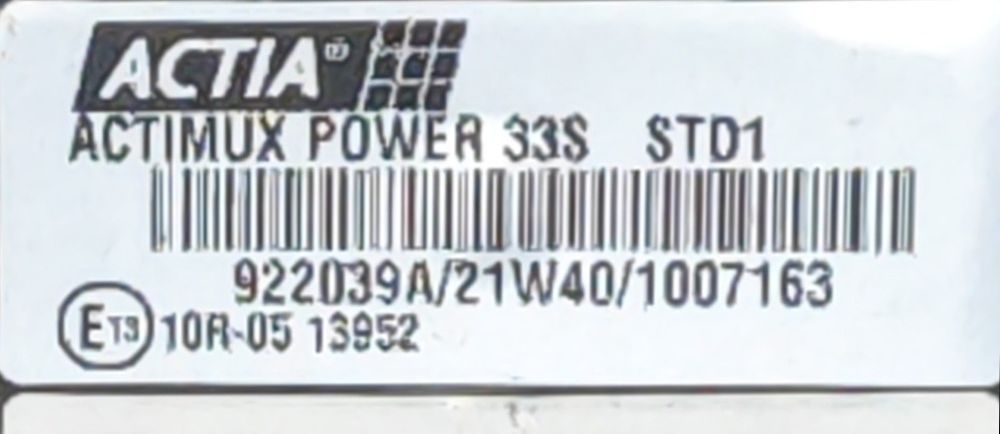 ACTIA®
ACTIMUX POWER 33S STD1
922039A/21W40/1007163
E13 10R-05 13952